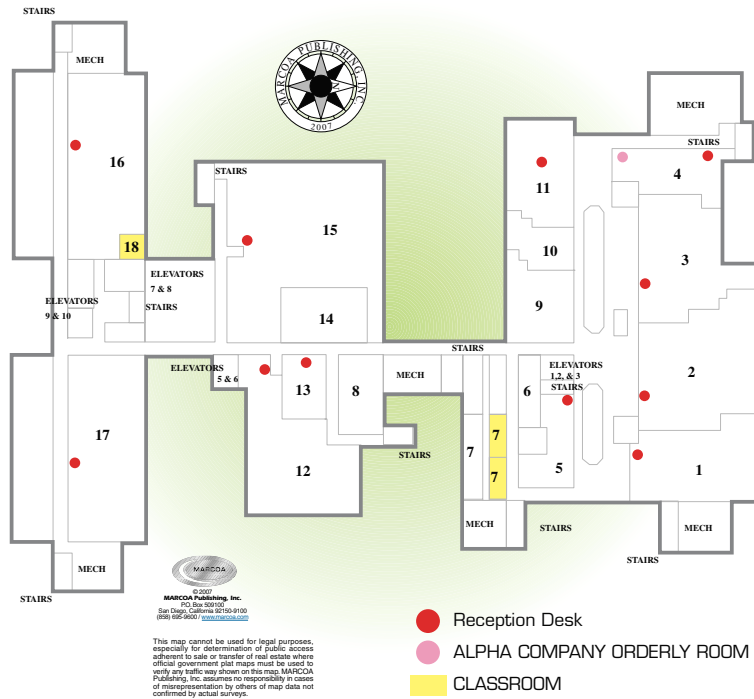 STAIRS
MECH
MARCOA PUBLISHING, INC
N
2007
MECH
STAIRS
16
11
4
STAIRS
15
3
18
10
ELEVATORS
7 & 8
ELEVATORS
9 & 10
STAIRS
9
14
STAIRS
ELEVATORS
5 & 6
ELEVATORS
1,2, & 3
STAIRS
2
MECH
13
8
6
17
7
7
STAIRS
12
7
5
1
MECH
STAIRS
MECH
MECH
STAIRS
STAIRS
MARCOA
© 2007
MARCOA Publishing, Inc.
P.O. Box 509100
San Diego, California 92150-9100
(858) 695-9600 / www.marcoa.com
This map cannot be used for legal purposes,
especially for determination of public access
adherent to sale or transfer of real estate where
official government plat maps must be used to
verify any traffic way shown on this map. MARCOA
Publishing, Inc. assumes no responsibility in cases
of misrepresentation by others of map data not
confirmed by actual surveys.
Reception Desk
ALPHA COMPANY ORDERLY ROOM
CLASSROOM